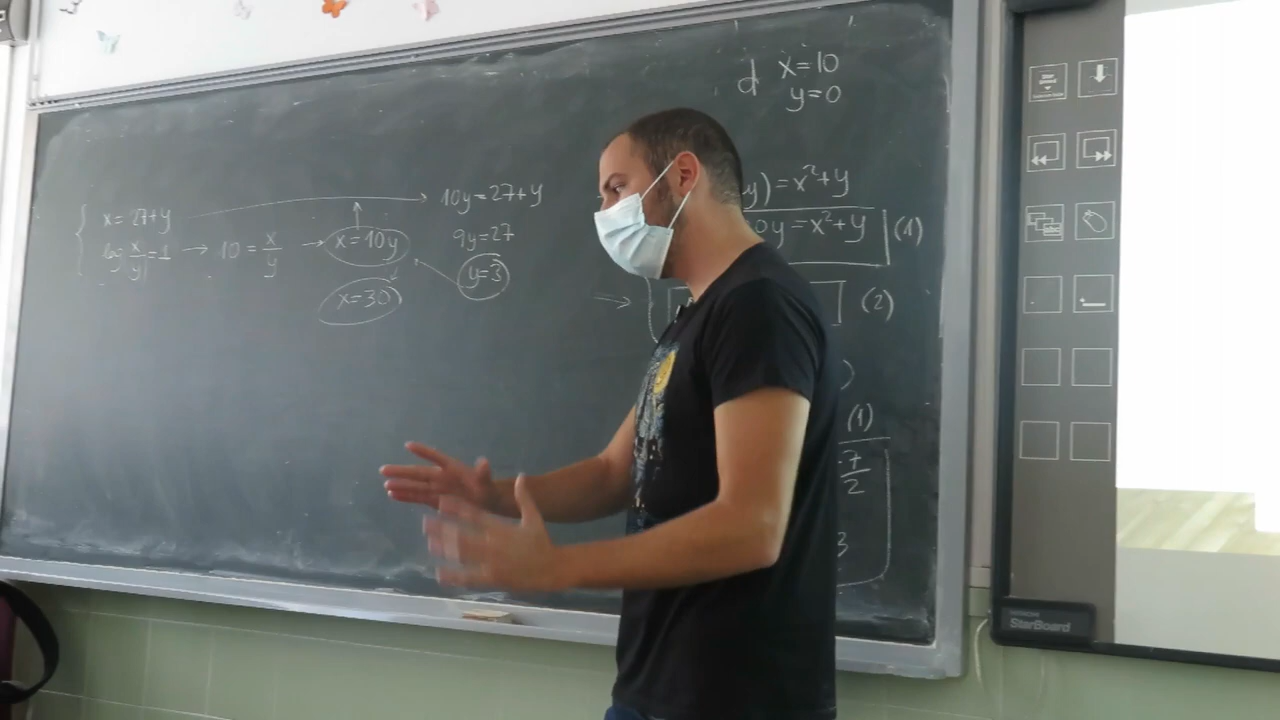 d x=10
y=0
x=27+y → 10y=27+y
log x/y=1 → 10=x/y → x=10y
9y=27
y=3
x=30
y)=x²+y
0y=x²+y (1)
(2)
(1)
7/2
3
StarBoard